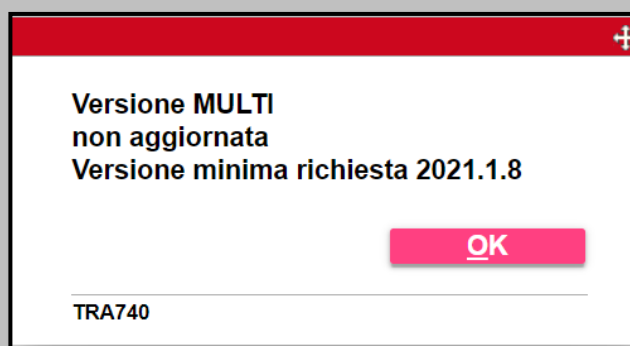 Versione MULTI
non aggiornata
Versione minima richiesta 2021.1.8
OK
TRA740